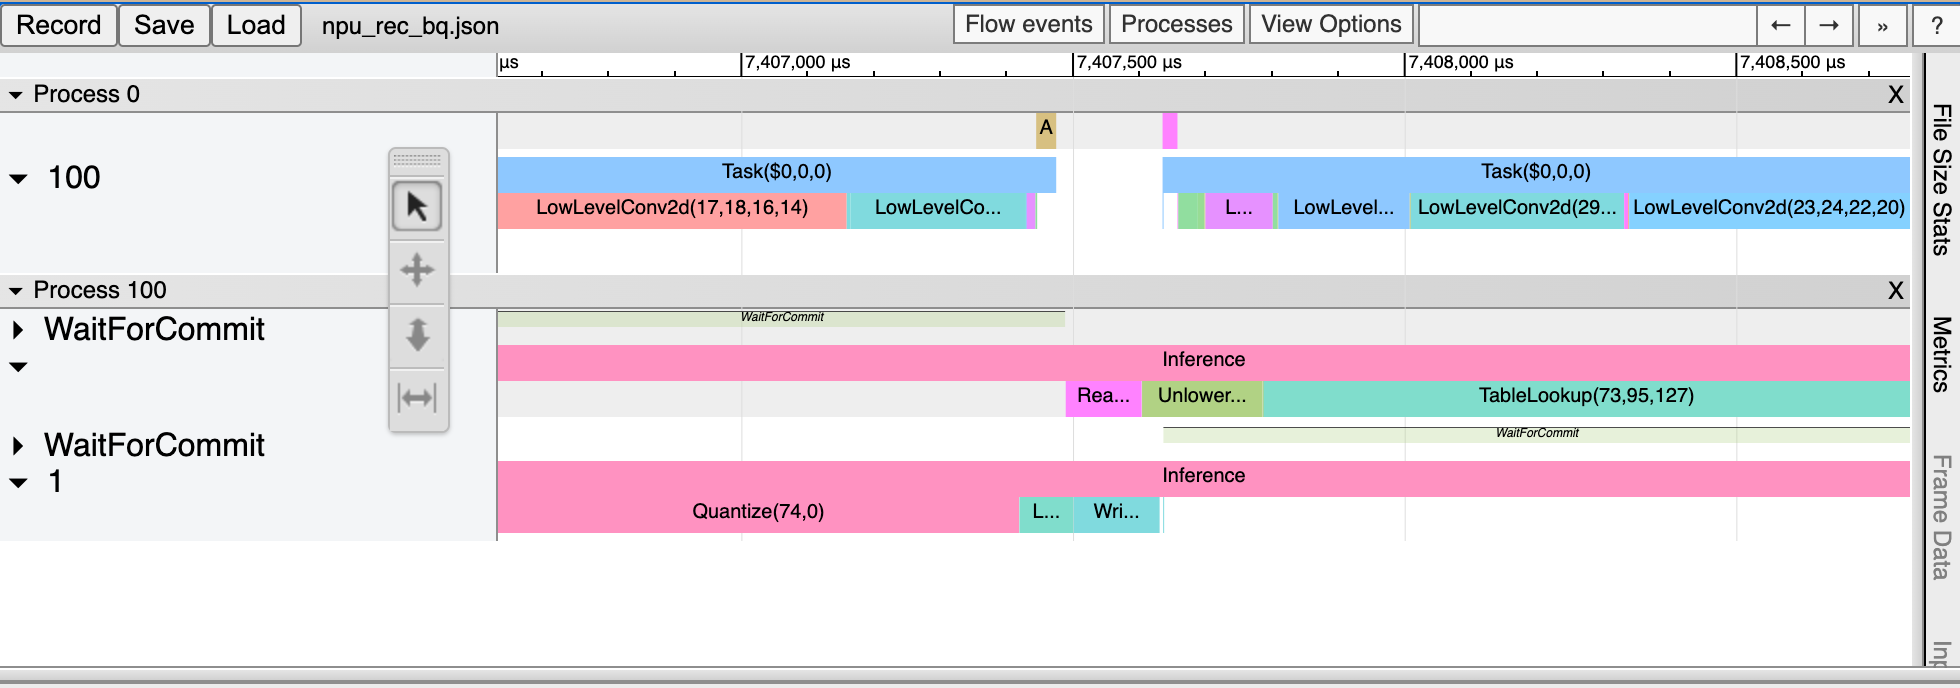 Record Save Load npu_rec_bq.json Flow events Processes View Options ← → » ?
µs 7,407,000 µs 7,407,500 µs 7,408,000 µs 7,408,500 µs
Process 0 X
A
100 Task($0,0,0) Task($0,0,0)
LowLevelConv2d(17,18,16,14) LowLevelCo... L... LowLevel... LowLevelConv2d(29... LowLevelConv2d(23,24,22,20)
Process 100 X
WaitForCommit WaitForCommit
Inference
Rea... Unlower... TableLookup(73,95,127)
WaitForCommit WaitForCommit
1 Inference
Quantize(74,0) L... Wri...
File Size Stats
Metrics
Frame Data